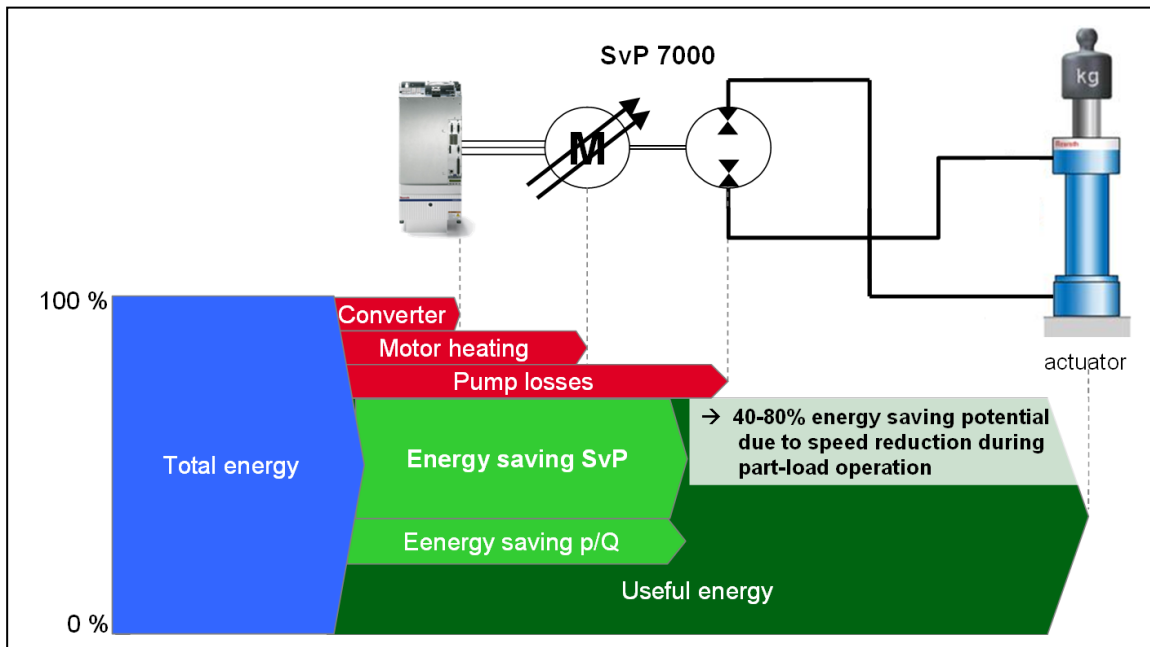 SvP 7000
kg
Rexroth
M
100 %
Converter
Motor heating
Pump losses
actuator
→ 40-80% energy saving potential
due to speed reduction during
part-load operation
Total energy
Energy saving SvP
Eenergy saving p/Q
Useful energy
0 %